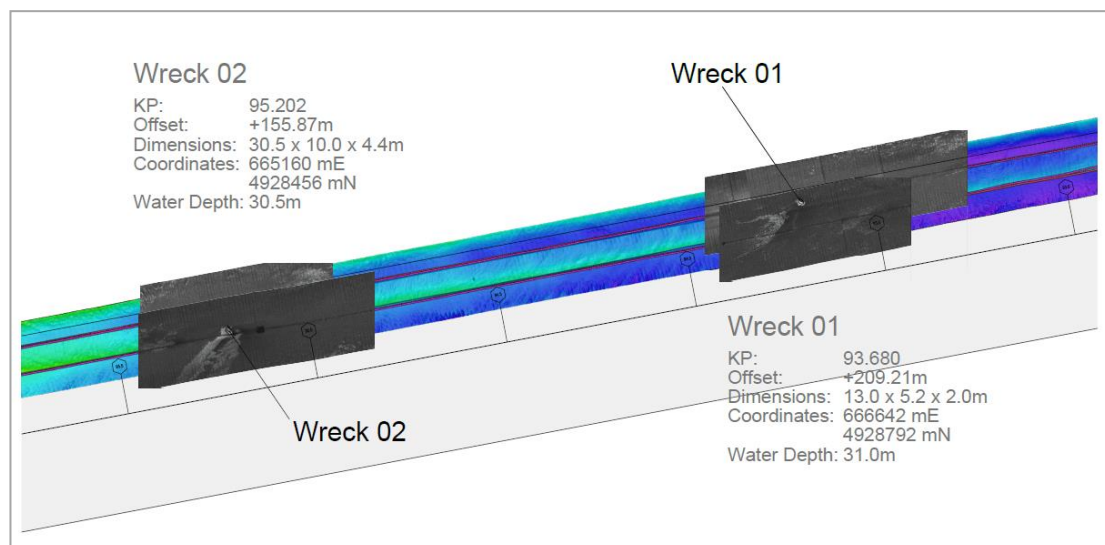 Wreck 02
KP: 95.202
Offset: +155.87m
Dimensions: 30.5 x 10.0 x 4.4m
Coordinates: 665160 mE
4928456 mN
Water Depth: 30.5m
Wreck 01
Wreck 01
KP: 93.680
Offset: +209.21m
Dimensions: 13.0 x 5.2 x 2.0m
Coordinates: 666642 mE
4928792 mN
Water Depth: 31.0m
Wreck 02